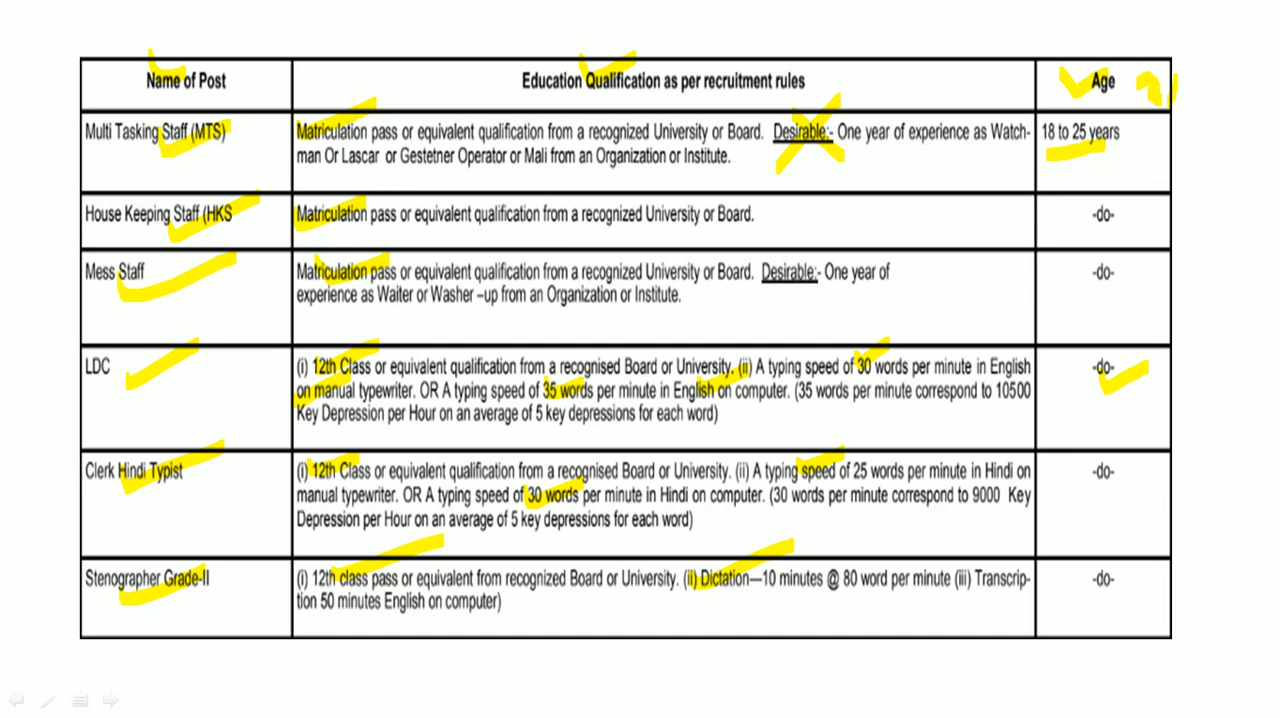 Name of Post
Education Qualification as per recruitment rules
Age
Multi Tasking Staff (MTS)
Matriculation pass or equivalent qualification from a recognized University or Board. Desirable:- One year of experience as Watch-
man Or Lascar or Gestetner Operator or Mali from an Organization or Institute.
18 to 25 years
House Keeping Staff (HKS
Matriculation pass or equivalent qualification from a recognized University or Board.
-do-
Mess Staff
Matriculation pass or equivalent qualification from a recognized University or Board. Desirable:- One year of
experience as Waiter or Washer –up from an Organization or Institute.
-do-
LDC
(i) 12th Class or equivalent qualification from a recognised Board or University. (ii) A typing speed of 30 words per minute in English
on manual typewriter. OR A typing speed of 35 words per minute in English on computer. (35 words per minute correspond to 10500
Key Depression per Hour on an average of 5 key depressions for each word)
-do-
Clerk Hindi Typist
(i) 12th Class or equivalent qualification from a recognised Board or University. (ii) A typing speed of 25 words per minute in Hindi on
manual typewriter. OR A typing speed of 30 words per minute in Hindi on computer. (30 words per minute correspond to 9000 Key
Depression per Hour on an average of 5 key depressions for each word)
-do-
Stenographer Grade-II
(i) 12th class pass or equivalent from recognized Board or University. (ii) Dictation—10 minutes @ 80 word per minute (iii) Transcrip-
tion 50 minutes English on computer)
-do-